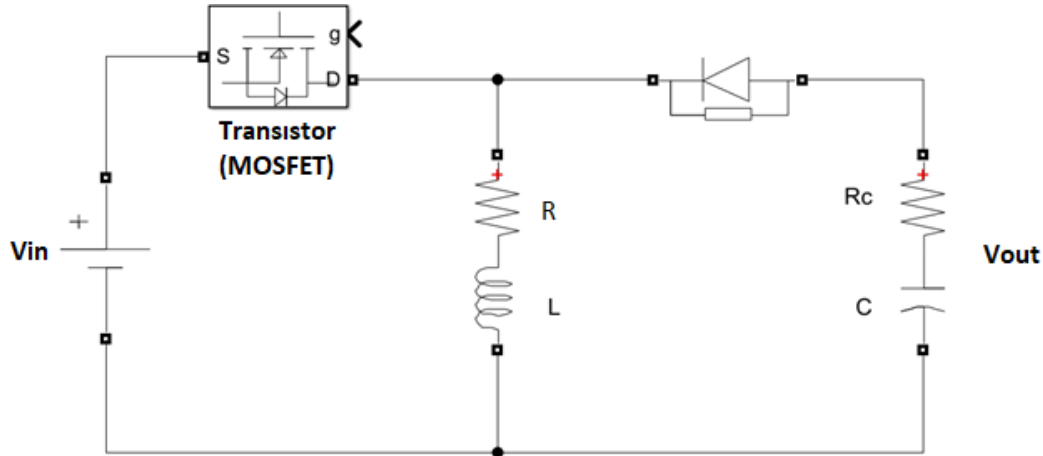 g
S
D
Transıstor
(MOSFET)
+
+
+
R
Rc
Vin
Vout
L
C